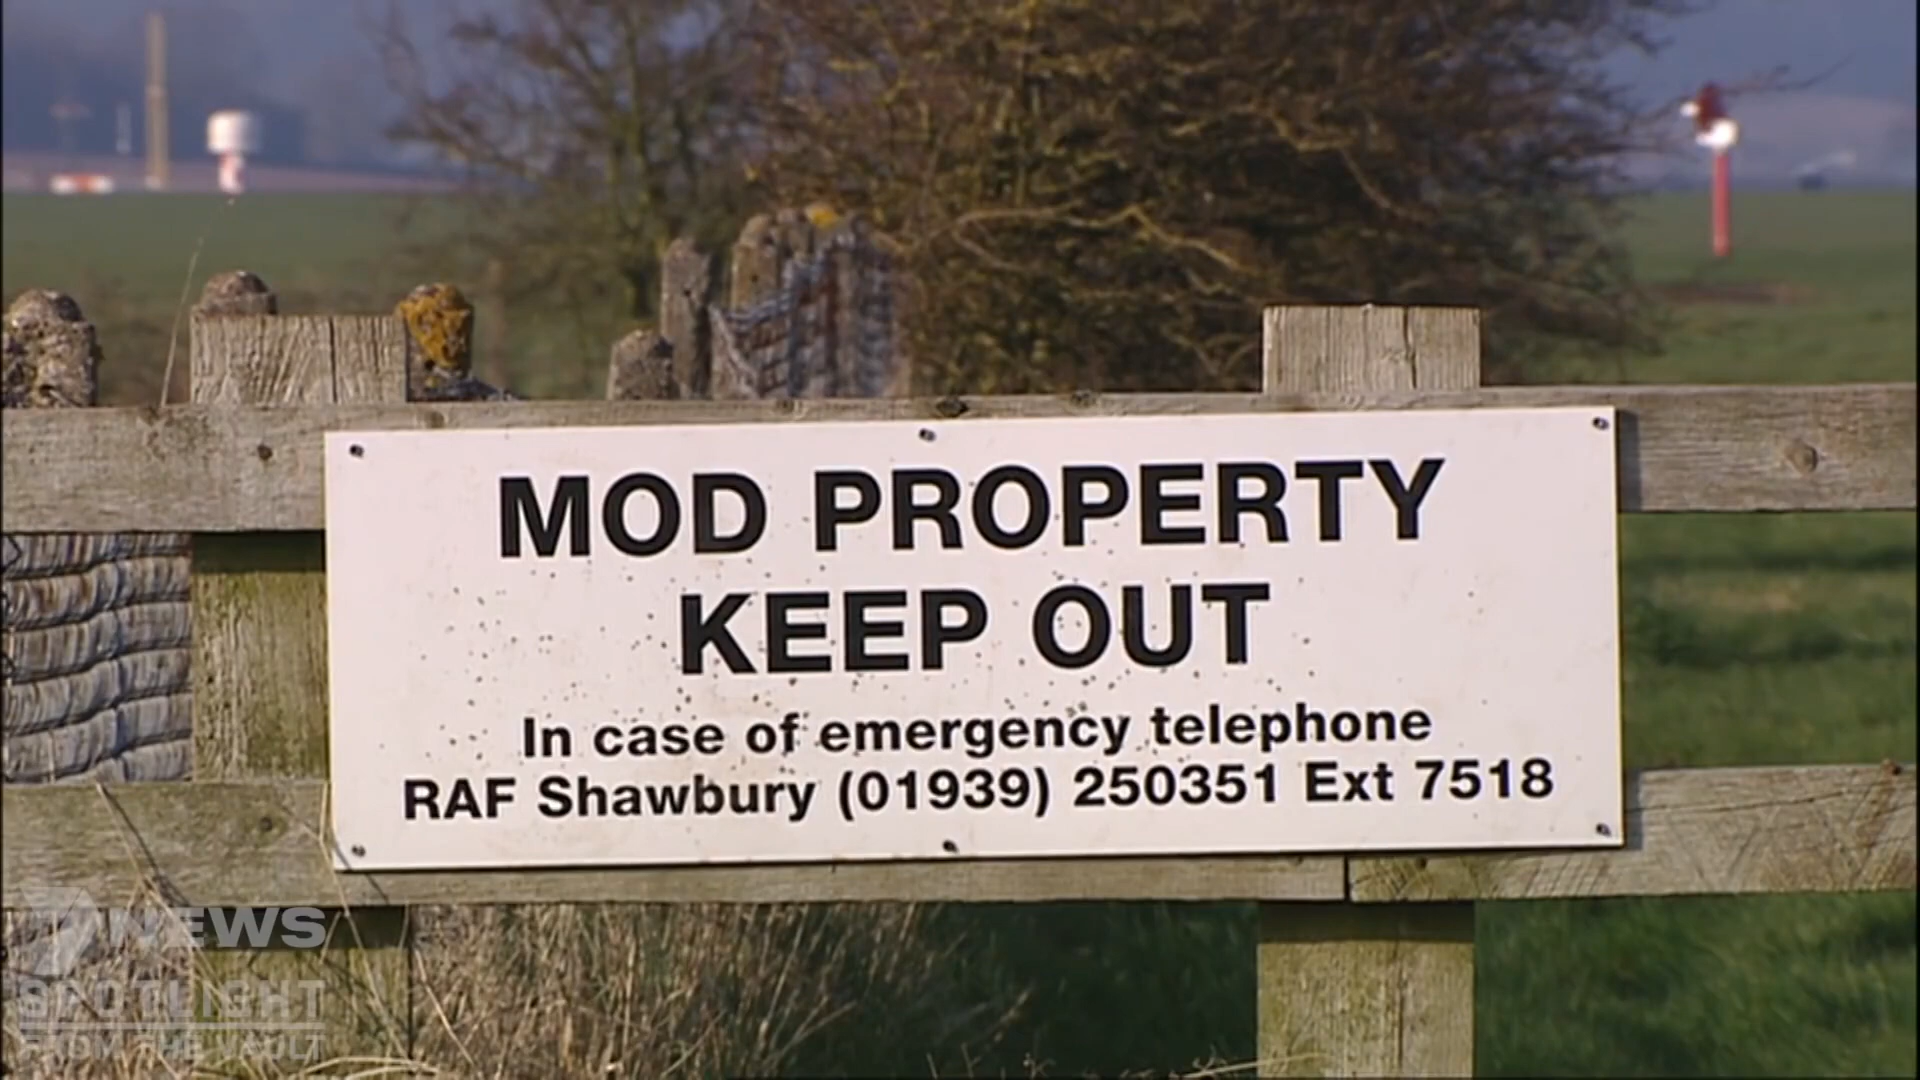 MOD PROPERTY
KEEP OUT
In case of emergency telephone
RAF Shawbury (01939) 250351 Ext 7518
7NEWS
SPOTLIGHT
FROM THE VAULT